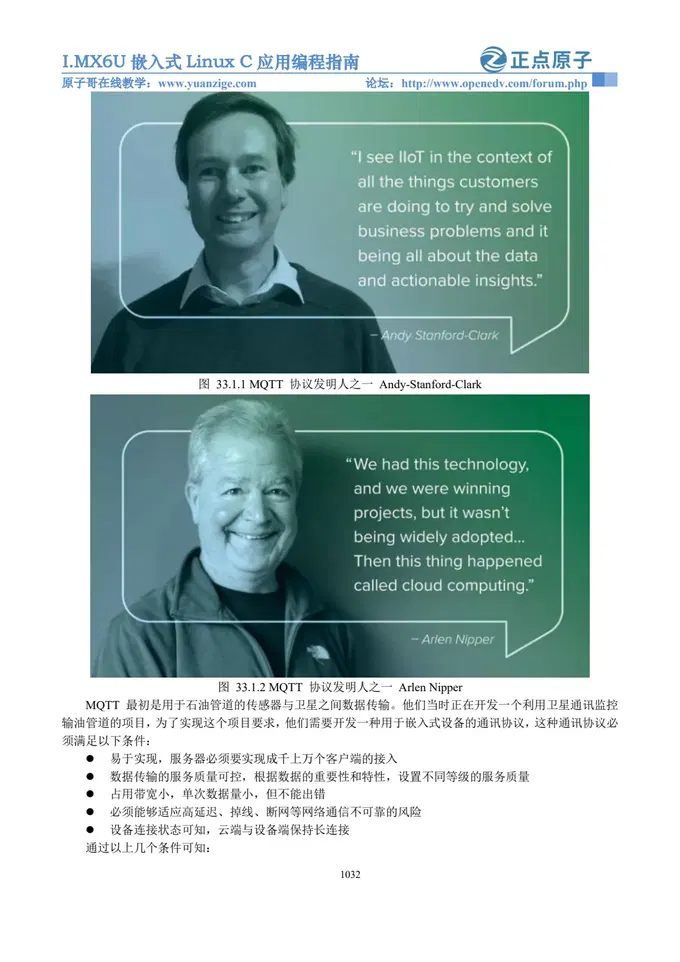 I.MX6U 嵌入式 Linux C 应用编程指南
正点原子
原子哥在线教学：www.yuanzige.com
论坛：http://www.openedv.com/forum.php
“I see IIoT in the context of
all the things customers
are doing to try and solve
business problems and it
being all about the data
and actionable insights.”
– Andy Stanford-Clark
图 33.1.1 MQTT 协议发明人之一 Andy-Stanford-Clark
“We had this technology,
and we were winning
projects, but it wasn’t
being widely adopted...
Then this thing happened
called cloud computing.”
– Arlen Nipper
图 33.1.2 MQTT 协议发明人之一 Arlen Nipper
MQTT 最初是用于石油管道的传感器与卫星之间数据传输。他们当时正在开发一个利用卫星通讯监控
输油管道的项目，为了实现这个项目要求，他们需要开发一种用于嵌入式设备的通讯协议，这种通讯协议必
须满足以下条件：
● 易于实现，服务器必须要实现成千上万个客户端的接入
● 数据传输的服务质量可控，根据数据的重要性和特性，设置不同等级的服务质量
● 占用带宽小，单次数据量小，但不能出错
● 必须能够适应高延迟、掉线、断网等网络通信不可靠的风险
● 设备连接状态可知，云端与设备端保持长连接
通过以上几个条件可知：
1032